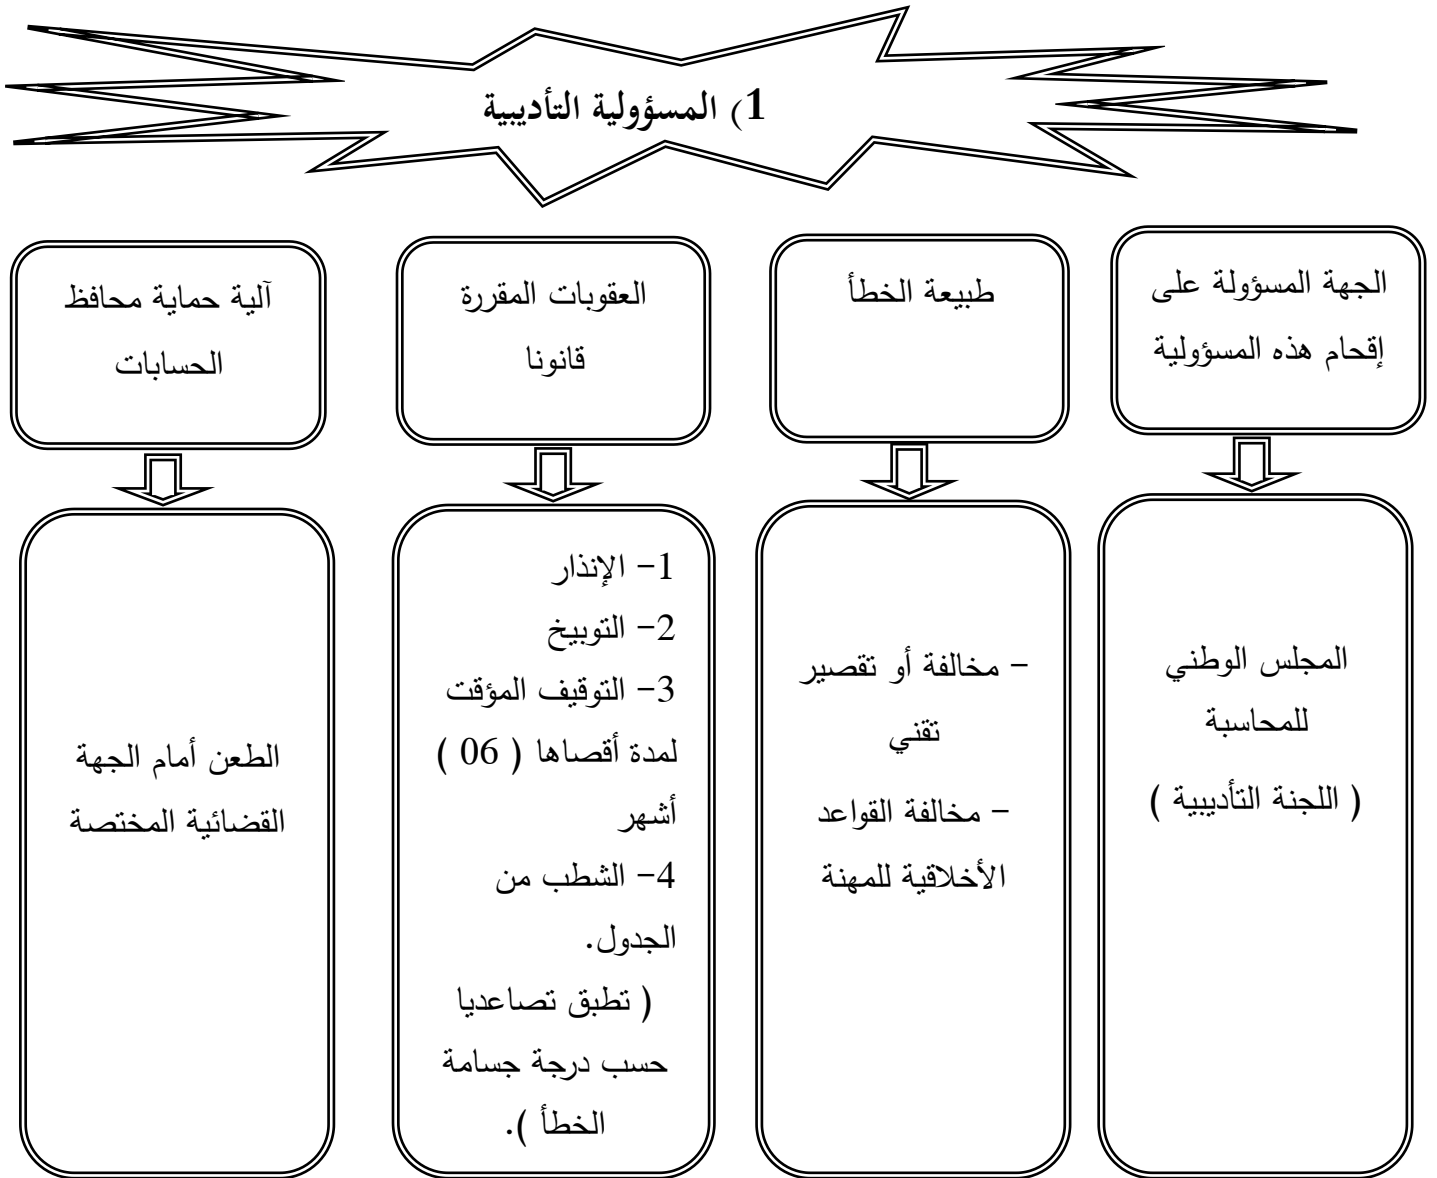 1) المسؤولية التأديبية
الجهة المسؤولة على
إقحام هذه المسؤولية
طبيعة الخطأ
العقوبات المقررة
قانونا
آلية حماية محافظ
الحسابات
المجلس الوطني
للمحاسبة
( اللجنة التأديبية )
- مخالفة أو تقصير
تقني
- مخالفة القواعد
الأخلاقية للمهنة
1- الإنذار
2- التوبيخ
3- التوقيف المؤقت
لمدة أقصاها ( 06 )
أشهر
4- الشطب من
الجدول.
( تطبق تصاعديا
حسب درجة جسامة
الخطأ ).
الطعن أمام الجهة
القضائية المختصة